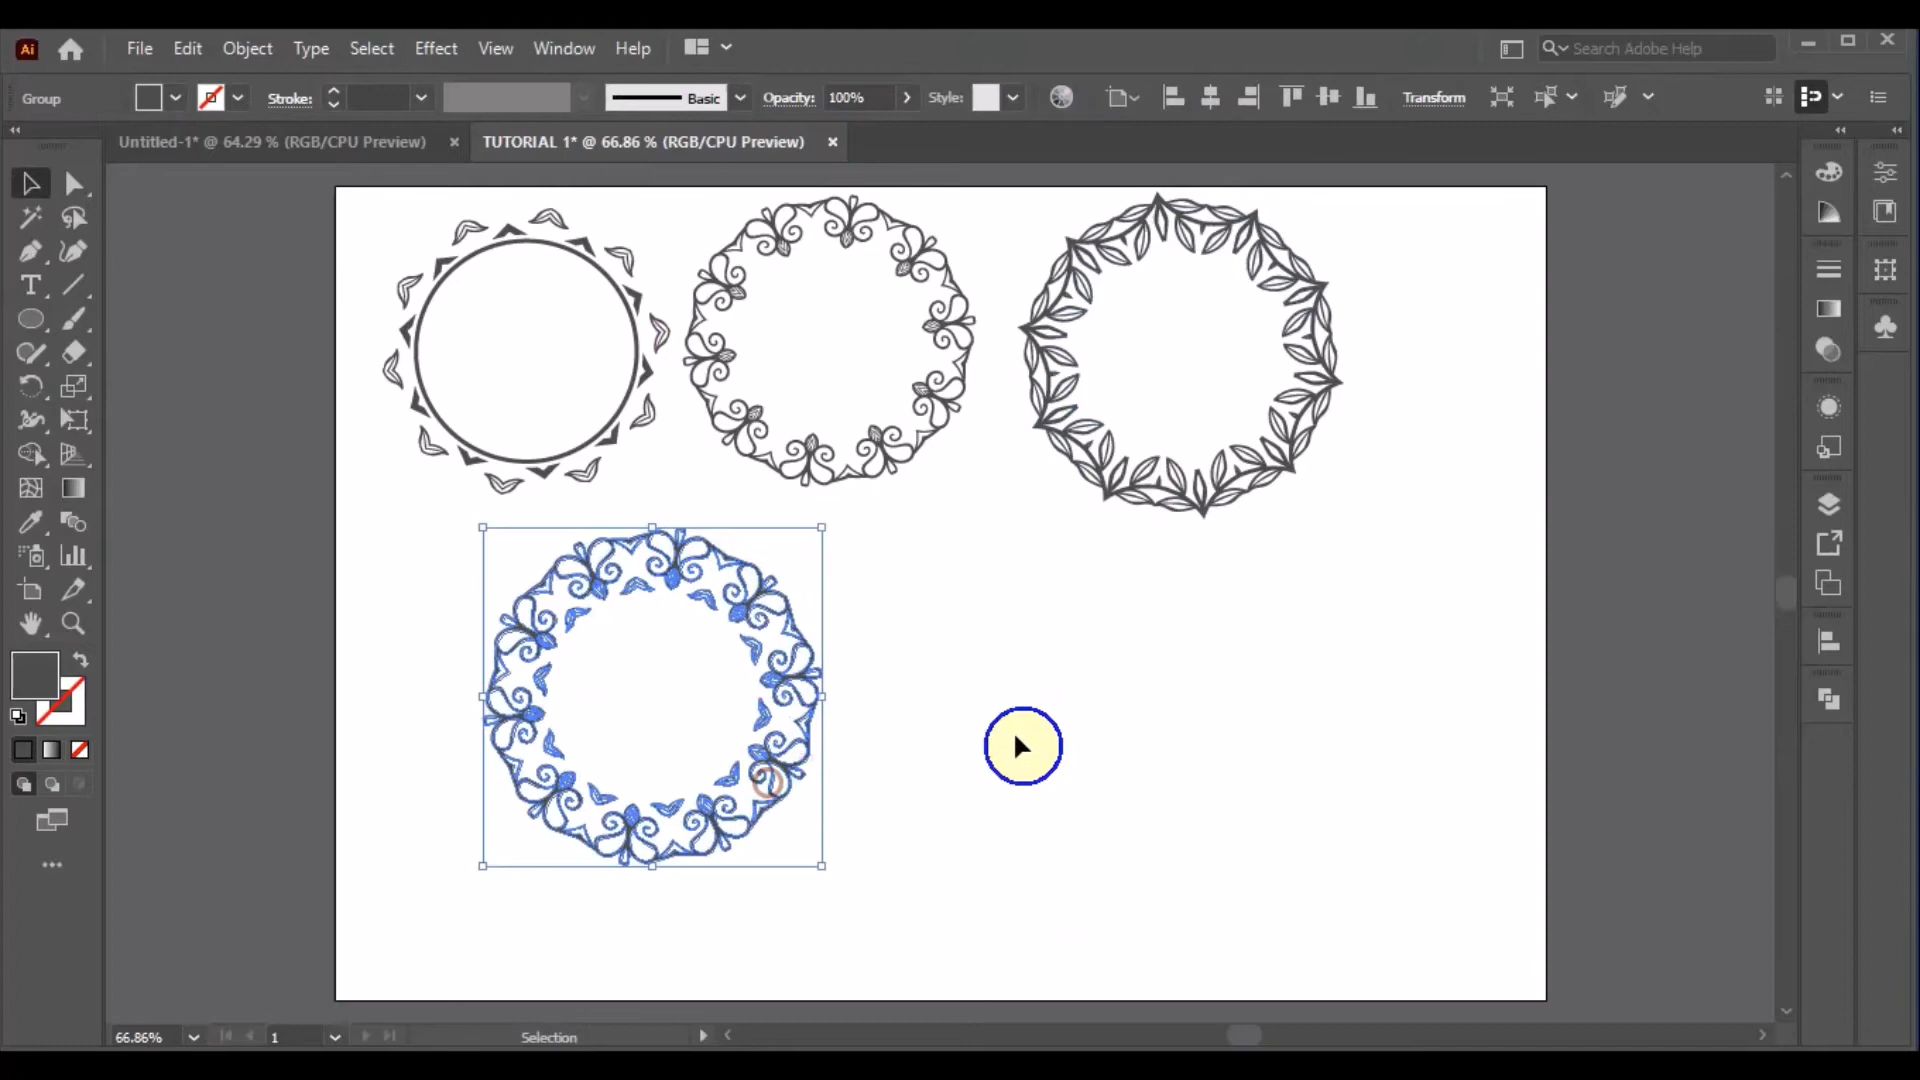 Ai File Edit Object Type Select Effect View Window Help Search Adobe Help
Group Stroke: Basic Opacity: 100% Style: Transform
Untitled-1* @ 64.29 % (RGB/CPU Preview) × TUTORIAL 1* @ 66.86 % (RGB/CPU Preview) ×
66.86% 1 Selection